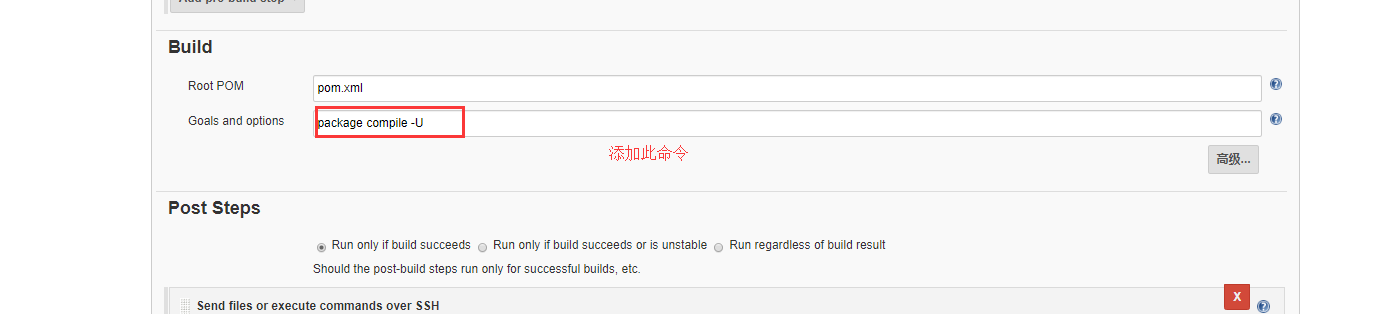 Add pre-build step
Build
Root POM
pom.xml
Goals and options
package compile -U
添加此命令
高级...
Post Steps
Run only if build succeeds Run only if build succeeds or is unstable Run regardless of build result
Should the post-build steps run only for successful builds, etc.
X
Send files or execute commands over SSH